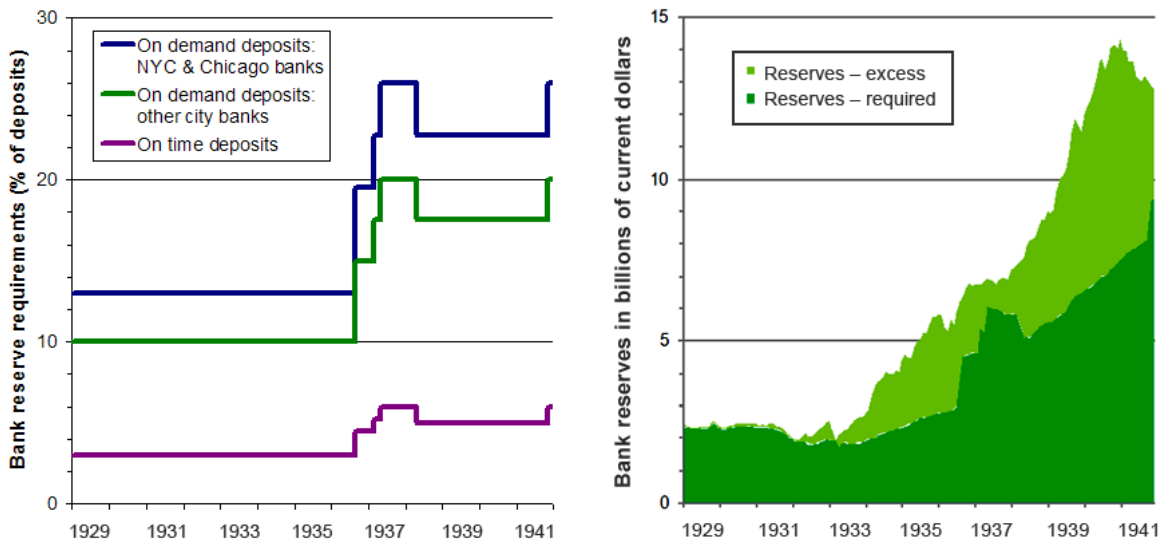 Bank reserve requirements (% of deposits)
30
20
10
0
On demand deposits:
NYC & Chicago banks
On demand deposits:
other city banks
On time deposits
1929 1931 1933 1935 1937 1939 1941
Bank reserves in billions of current dollars
15
10
5
0
Reserves – excess
Reserves – required
1929 1931 1933 1935 1937 1939 1941